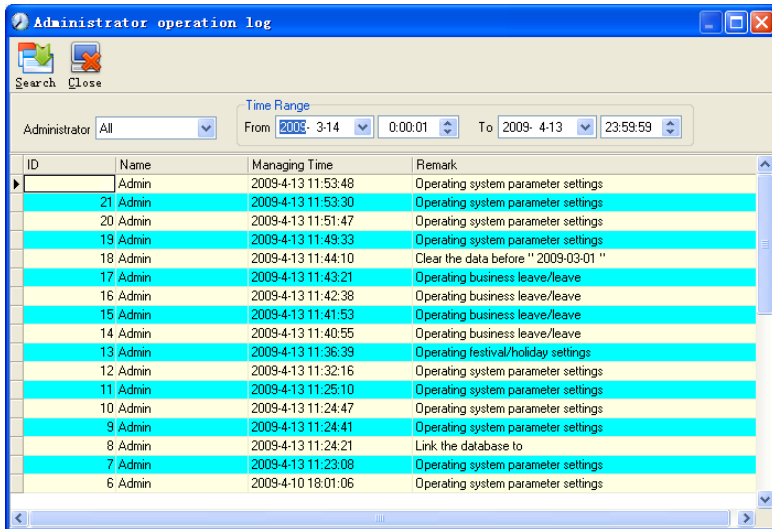 Administrator operation log
Search Close
Time Range
Administrator All From 2009- 3-14 0:00:01 To 2009- 4-13 23:59:59
ID Name Managing Time Remark
Admin 2009-4-13 11:53:48 Operating system parameter settings
21 Admin 2009-4-13 11:53:30 Operating system parameter settings
20 Admin 2009-4-13 11:51:47 Operating system parameter settings
19 Admin 2009-4-13 11:49:33 Operating system parameter settings
18 Admin 2009-4-13 11:44:10 Clear the data before " 2009-03-01 "
17 Admin 2009-4-13 11:43:21 Operating business leave/leave
16 Admin 2009-4-13 11:42:38 Operating business leave/leave
15 Admin 2009-4-13 11:41:53 Operating business leave/leave
14 Admin 2009-4-13 11:40:55 Operating business leave/leave
13 Admin 2009-4-13 11:36:39 Operating festival/holiday settings
12 Admin 2009-4-13 11:32:16 Operating system parameter settings
11 Admin 2009-4-13 11:25:10 Operating system parameter settings
10 Admin 2009-4-13 11:24:47 Operating system parameter settings
9 Admin 2009-4-13 11:24:41 Operating system parameter settings
8 Admin 2009-4-13 11:24:21 Link the database to
7 Admin 2009-4-13 11:23:08 Operating system parameter settings
6 Admin 2009-4-10 18:01:06 Operating system parameter settings